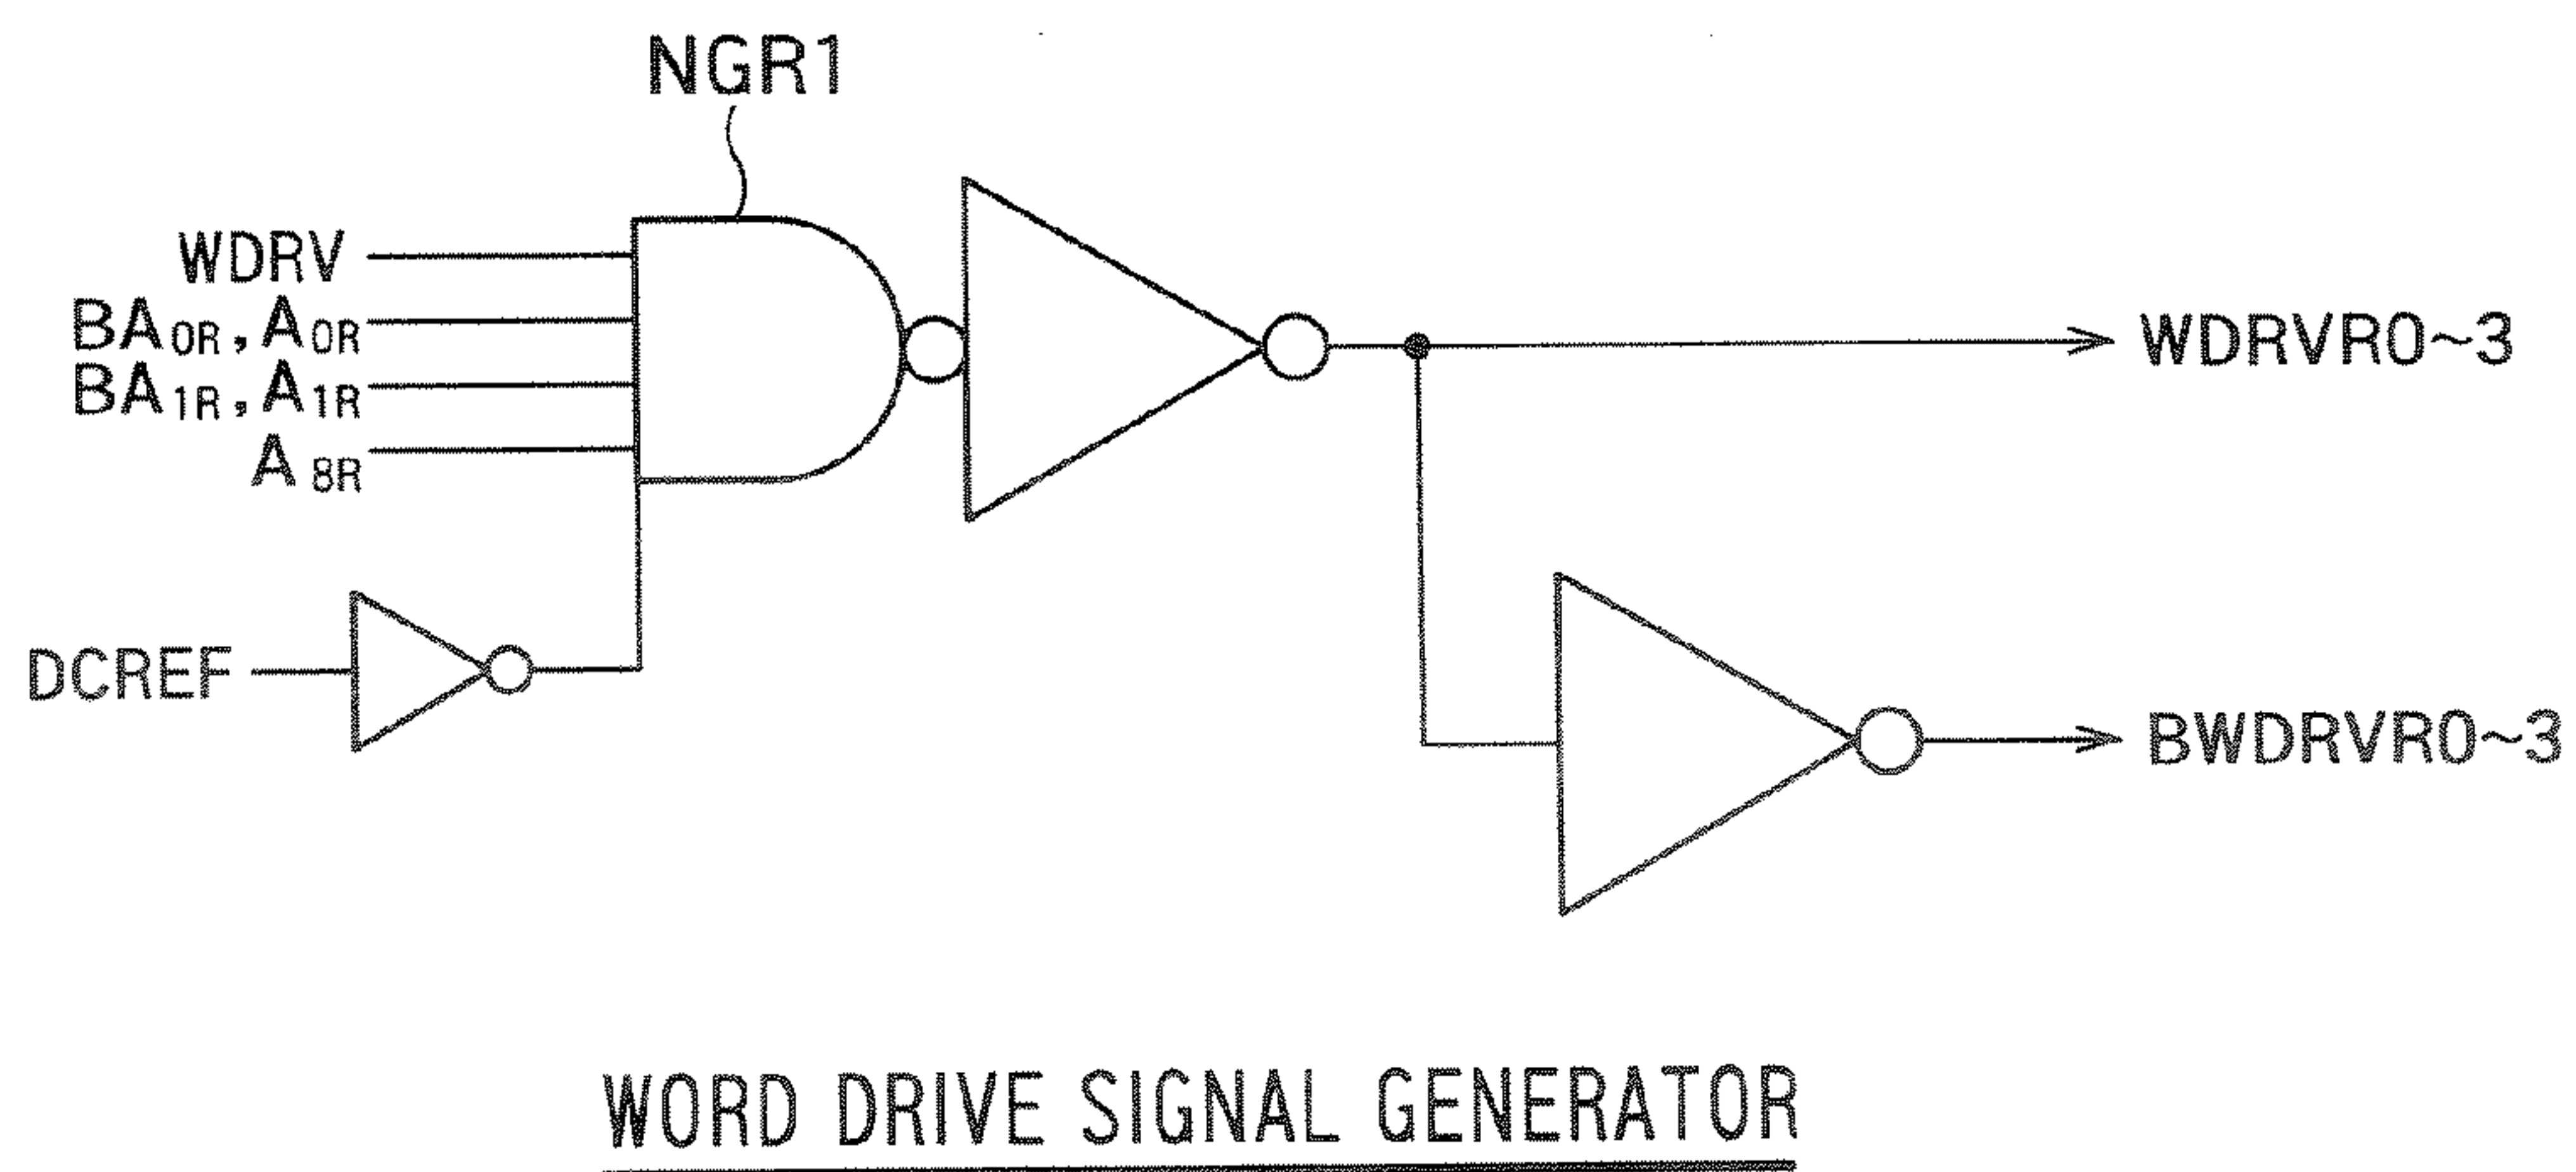 NGR1
WDRV
BA0R, A0R
BA1R, A1R
A8R
DCREF
WDRVR0~3
BWDRVR0~3
WORD DRIVE SIGNAL GENERATOR